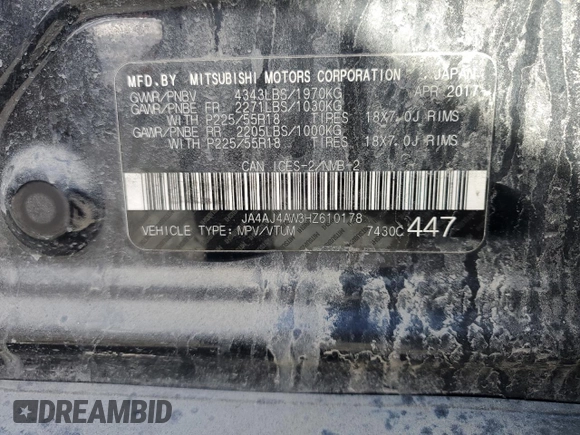 MFD.BY MITSUBISHI MOTORS CORPORATION JAPAN
GVWR/PNBV 4343LBS/1970KG APR 2017
GAWR/PNBE FR 2271LBS/1030KG
WITH P225/55R18 TIRES 18X7.0J RIMS
GAWR/PNBE RR 2205LBS/1000KG
WITH P225/55R18 TIRES 18X7.0J RIMS
CAN ICES-2/NMB-2
JA4AJ4AW3HZ610178
VEHICLE TYPE: MPV/VTUM 7430C 447
DREAMBID